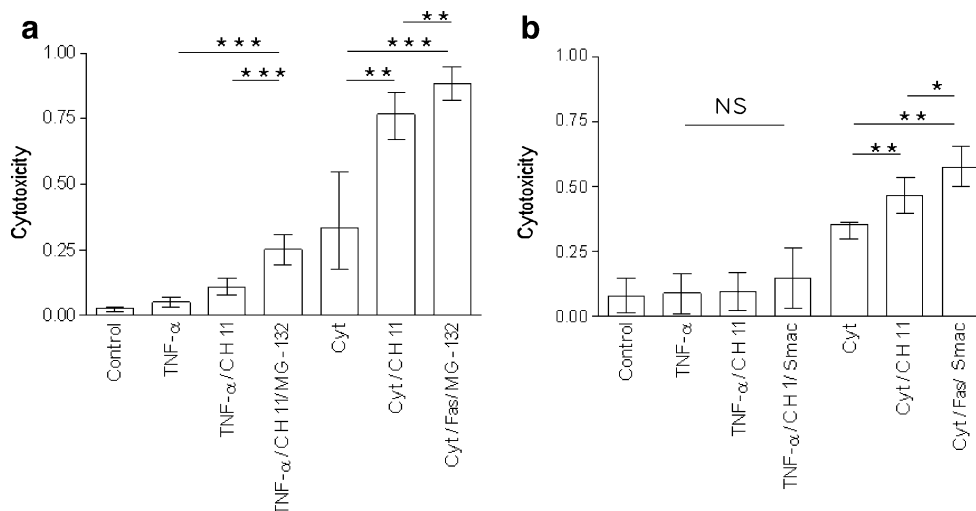 a
* *
* * *
* * *
* * *
* *
1.00
0.75
0.50
0.25
0.00
Cytotoxicity
Control
TNF-α
TNF-α/CH 11
TNF-α/CH 11/MG-132
Cyt
Cyt/CH 11
Cyt/Fas/MG-132
b
NS
*
* *
* *
1.00
0.75
0.50
0.25
0.00
Cytotoxicity
Control
TNF-α
TNF-α/CH 11
TNF-α/CH 1/Smac
Cyt
Cyt/CH 11
Cyt/Fas/Smac